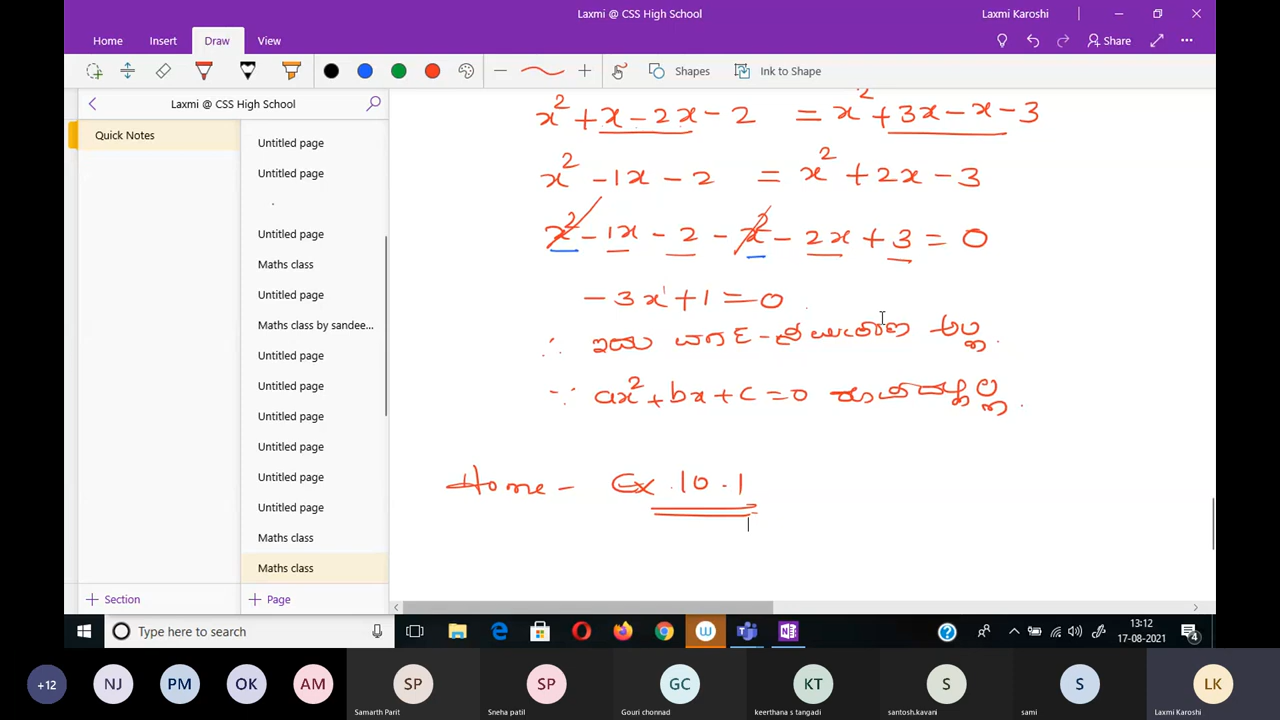 Laxmi @ CSS High School
Laxmi Karoshi
Home Insert Draw View
Share
Shapes
Ink to Shape
Laxmi @ CSS High School
Quick Notes
Untitled page
Untitled page
.
Untitled page
Maths class
Untitled page
Maths class by sandee...
Untitled page
Untitled page
Untitled page
Untitled page
Untitled page
Untitled page
Maths class
Maths class
+ Section
+ Page
x² + x - 2x - 2 = x² + 3x - x - 3
x² - 1x - 2 = x² + 2x - 3
x² - 1x - 2 - x² - 2x + 3 = 0
- 3x¹ + 1 = 0
∴ ಇದು ವರ್ಗ ಅಲ್ಲ.
∵ ax² + bx + c = 0
Home - Ex. 10.1
Type here to search
13:12
17-08-2021
4
+12
NJ
PM
OK
AM
SP
Samarth Parit
SP
Sneha patil
GC
Gouri chonnad
KT
keerthana s tangadi
S
santosh.kavani
S
sami
LK
Laxmi Karoshi